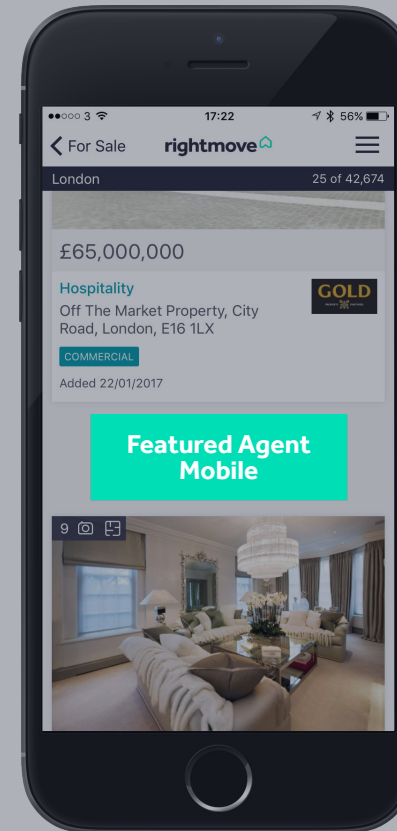 3 17:22 56%
For Sale rightmove
London 25 of 42,674
£65,000,000
Hospitality
GOLD
Off The Market Property, City
Road, London, E16 1LX
COMMERCIAL
Added 22/01/2017
Featured Agent
Mobile
9